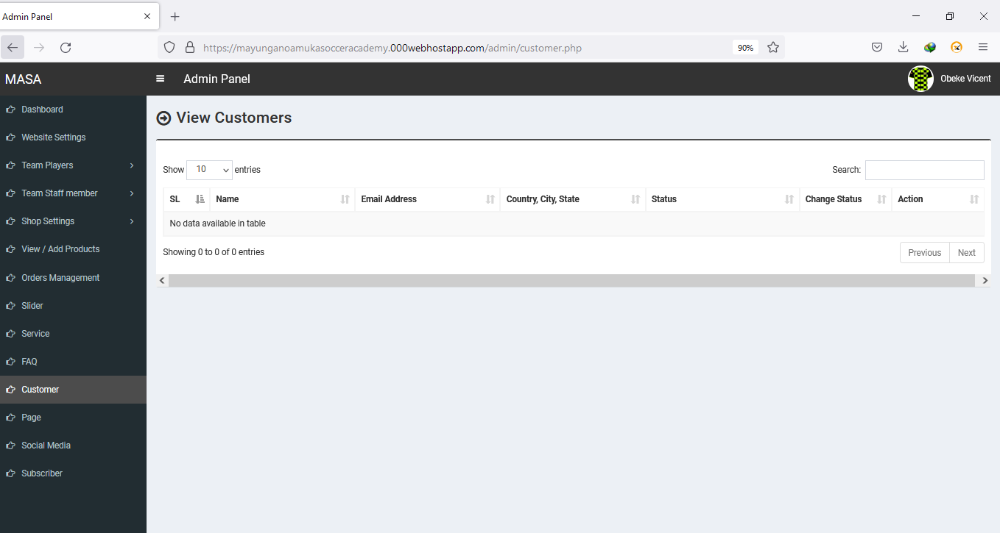 Admin Panel
https://mayunganoamukasocceracademy.000webhostapp.com/admin/customer.php
90%
MASA
Admin Panel
Obeke Vicent
Dashboard
Website Settings
Team Players
Team Staff member
Shop Settings
View / Add Products
Orders Management
Slider
Service
FAQ
Customer
Page
Social Media
Subscriber
View Customers
Show 10 entries
Search:
SL Name Email Address Country, City, State Status Change Status Action
No data available in table
Showing 0 to 0 of 0 entries
Previous Next